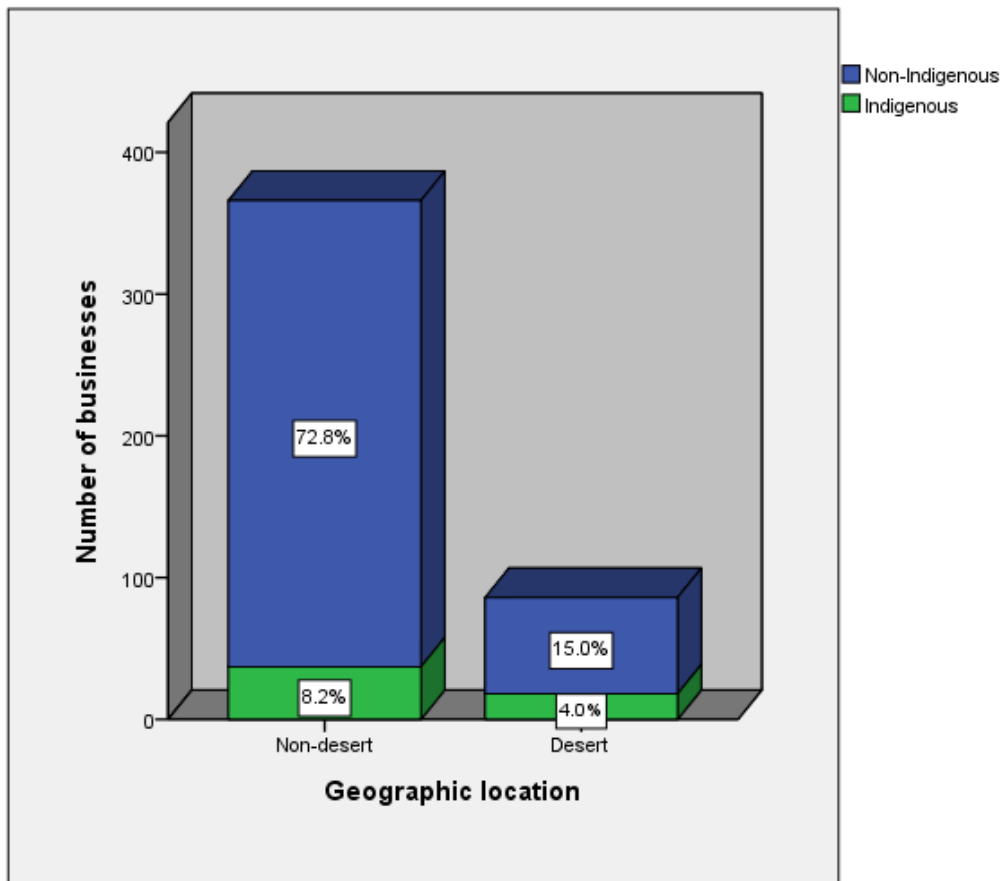 Non-Indigenous
Indigenous
Number of businesses
400
300
200
100
0
72.8%
8.2%
15.0%
4.0%
Non-desert
Desert
Geographic location